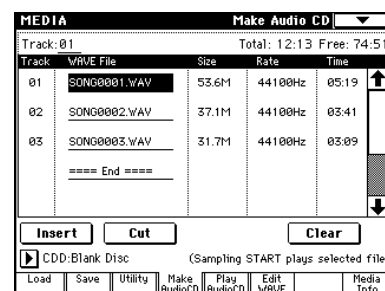 MEDIA Make Audio CD
Track:01 Total: 12:13 Free: 74:51
Track WAVE File Size Rate Time
01 SONG0001.WAV 53.6M 44100Hz 05:19
02 SONG0002.WAV 37.1M 44100Hz 03:41
03 SONG0003.WAV 31.7M 44100Hz 03:09
==== End ====
Insert Cut Clear
CDD:Blank Disc (Sampling START plays selected file
Load Save Utility Make AudioCD Play AudioCD Edit WAVE Media Info